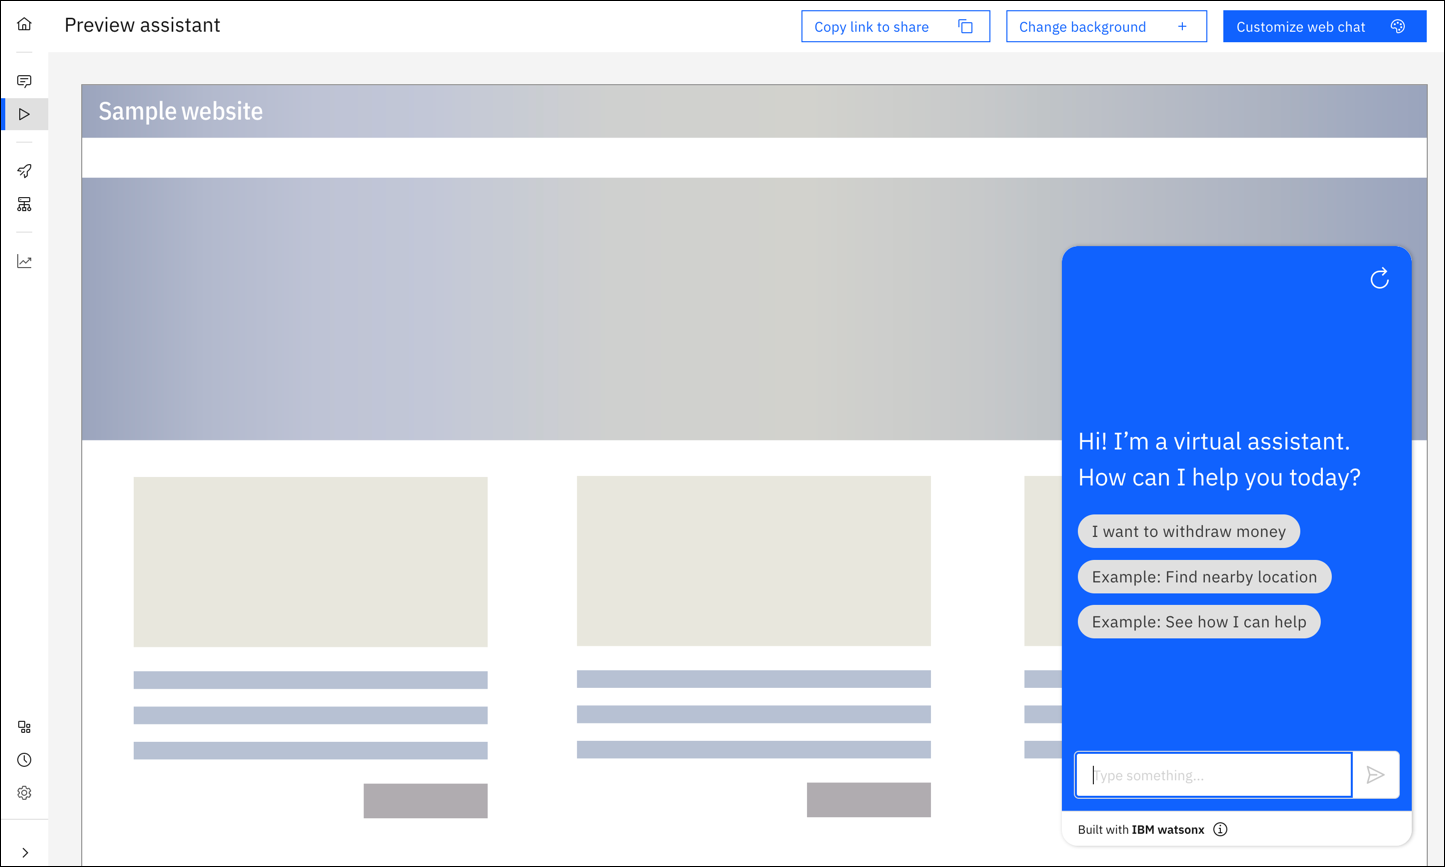 Preview assistant
Copy link to share
Change background +
Customize web chat
Sample website
Hi! I’m a virtual assistant.
How can I help you today?
I want to withdraw money
Example: Find nearby location
Example: See how I can help
Type something...
Built with IBM watsonx